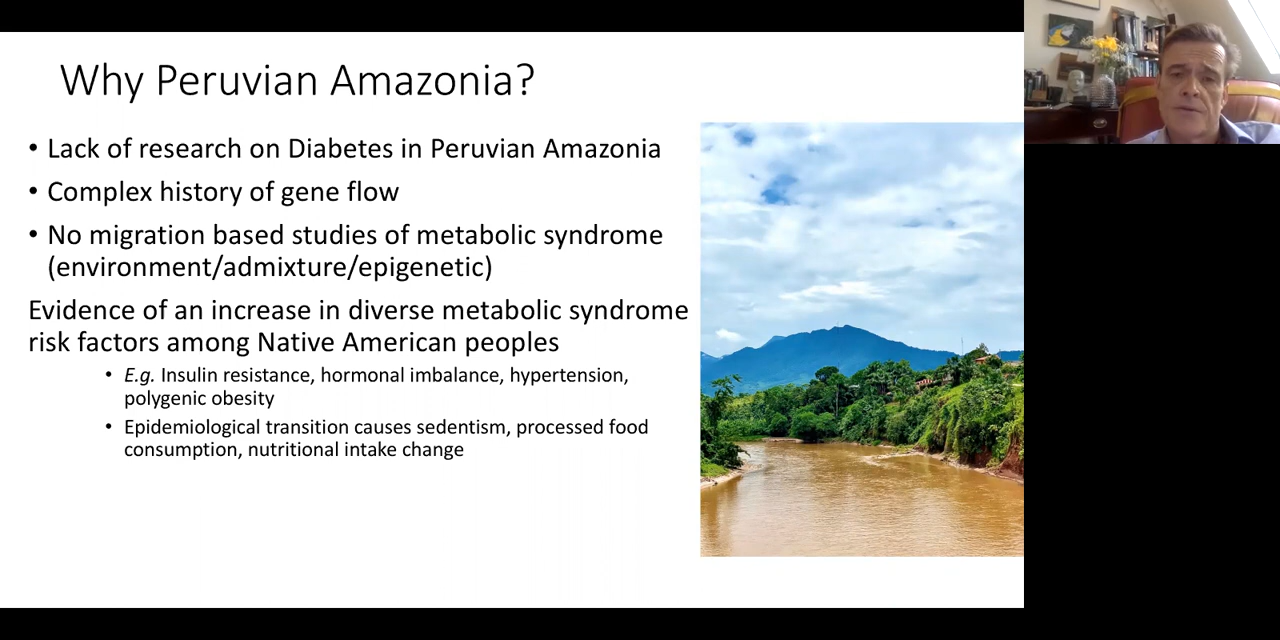 Why Peruvian Amazonia?
• Lack of research on Diabetes in Peruvian Amazonia
• Complex history of gene flow
• No migration based studies of metabolic syndrome
(environment/admixture/epigenetic)
Evidence of an increase in diverse metabolic syndrome
risk factors among Native American peoples
• E.g. Insulin resistance, hormonal imbalance, hypertension,
polygenic obesity
• Epidemiological transition causes sedentism, processed food
consumption, nutritional intake change